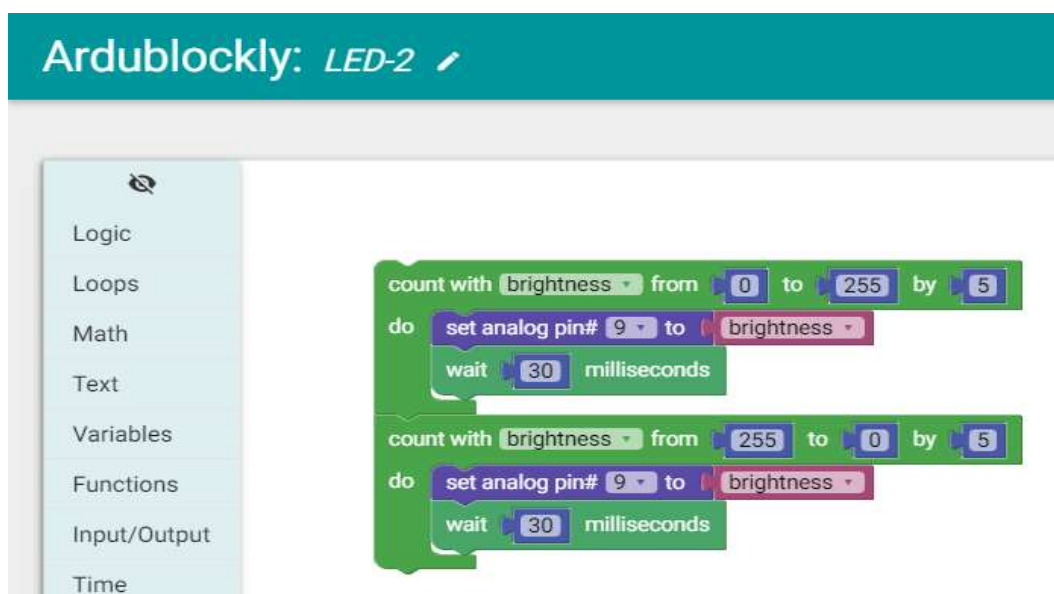 Ardublockly: LED-2
Logic
Loops
Math
Text
Variables
Functions
Input/Output
Time
count with brightness from 0 to 255 by 5
do set analog pin# 9 to brightness
wait 30 milliseconds
count with brightness from 255 to 0 by 5
do set analog pin# 9 to brightness
wait 30 milliseconds